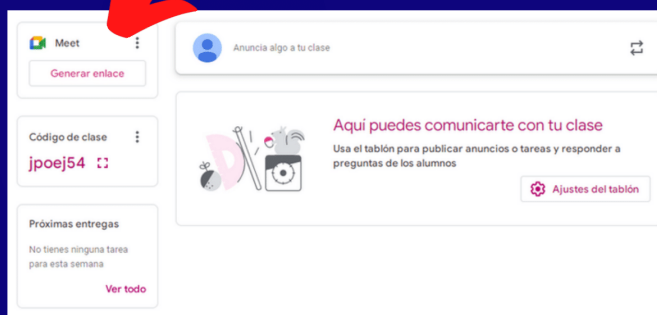 Meet
Generar enlace
Anuncia algo a tu clase
Código de clase
jpoej54
Aquí puedes comunicarte con tu clase
Usa el tablón para publicar anuncios o tareas y responder a
preguntas de los alumnos
Ajustes del tablón
Próximas entregas
No tienes ninguna tarea
para esta semana
Ver todo